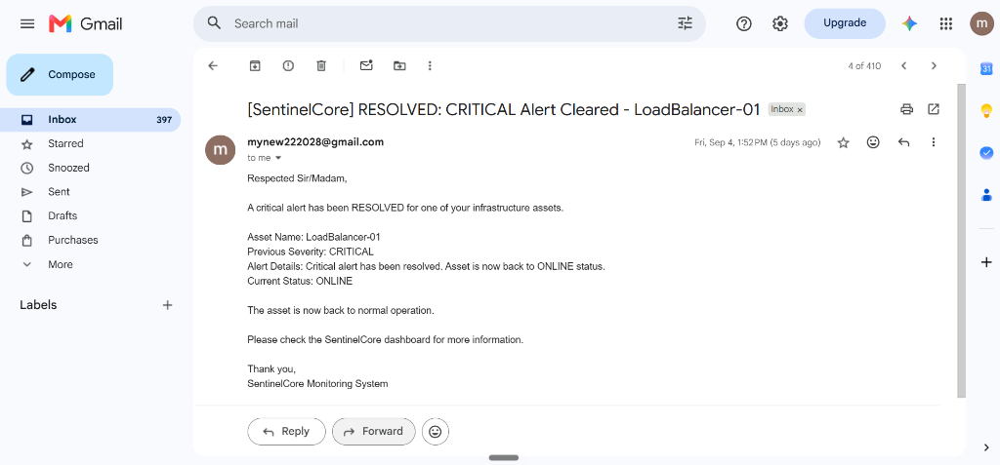 Gmail
Search mail
Upgrade
m
Compose
4 of 410
31
Inbox 397
Starred
Snoozed
Sent
Drafts
Purchases
More
Labels
[SentinelCore] RESOLVED: CRITICAL Alert Cleared - LoadBalancer-01 Inbox x
m
mynew222028@gmail.com Fri, Sep 4, 1:52 PM (5 days ago)
to me
Respected Sir/Madam,
A critical alert has been RESOLVED for one of your infrastructure assets.
Asset Name: LoadBalancer-01
Previous Severity: CRITICAL
Alert Details: Critical alert has been resolved. Asset is now back to ONLINE status.
Current Status: ONLINE
The asset is now back to normal operation.
Please check the SentinelCore dashboard for more information.
Thank you,
SentinelCore Monitoring System
Reply Forward